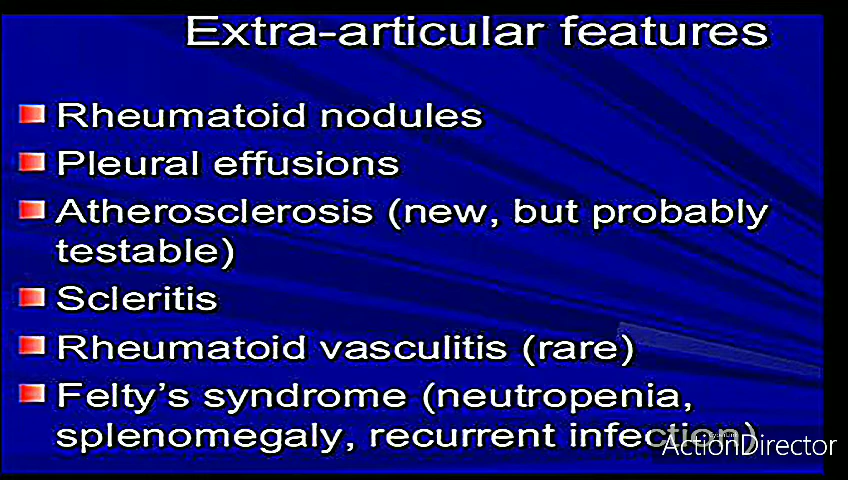 Extra-articular features
Rheumatoid nodules
Pleural effusions
Atherosclerosis (new, but probably
testable)
Scleritis
Rheumatoid vasculitis (rare)
Felty's syndrome (neutropenia,
splenomegaly, recurrent infection)
ActionDirector